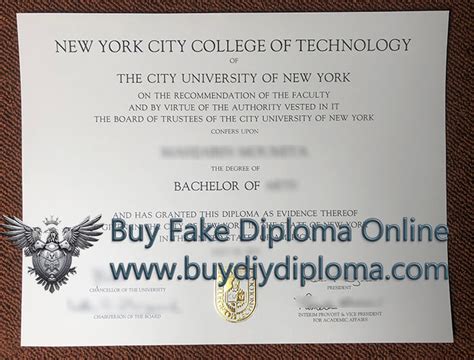 NEW YORK CITY COLLEGE OF TECHNOLOGY
OF
THE CITY UNIVERSITY OF NEW YORK
ON THE RECOMMENDATION OF THE FACULTY
AND BY VIRTUE OF THE AUTHORITY VESTED IN IT
THE BOARD OF TRUSTEES OF THE CITY UNIVERSITY OF NEW YORK
CONFERS UPON
THE DEGREE OF
BACHELOR OF
AND HAS GRANTED THIS DIPLOMA AS EVIDENCE THEREOF
Buy Fake Diploma Online
www.buydiydiploma.com
CHANCELLOR OF THE UNIVERSITY
PRESIDENT
CHAIRPERSON OF THE BOARD
INTERIM PROVOST & VICE PRESIDENT
FOR ACADEMIC AFFAIRS